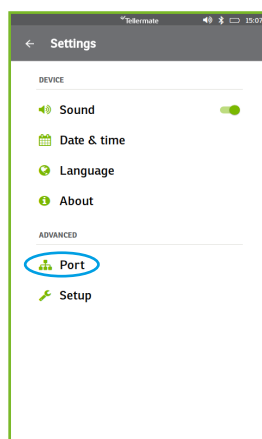 Tellermate 15:07
Settings
DEVICE
Sound
Date & time
Language
About
ADVANCED
Port
Setup